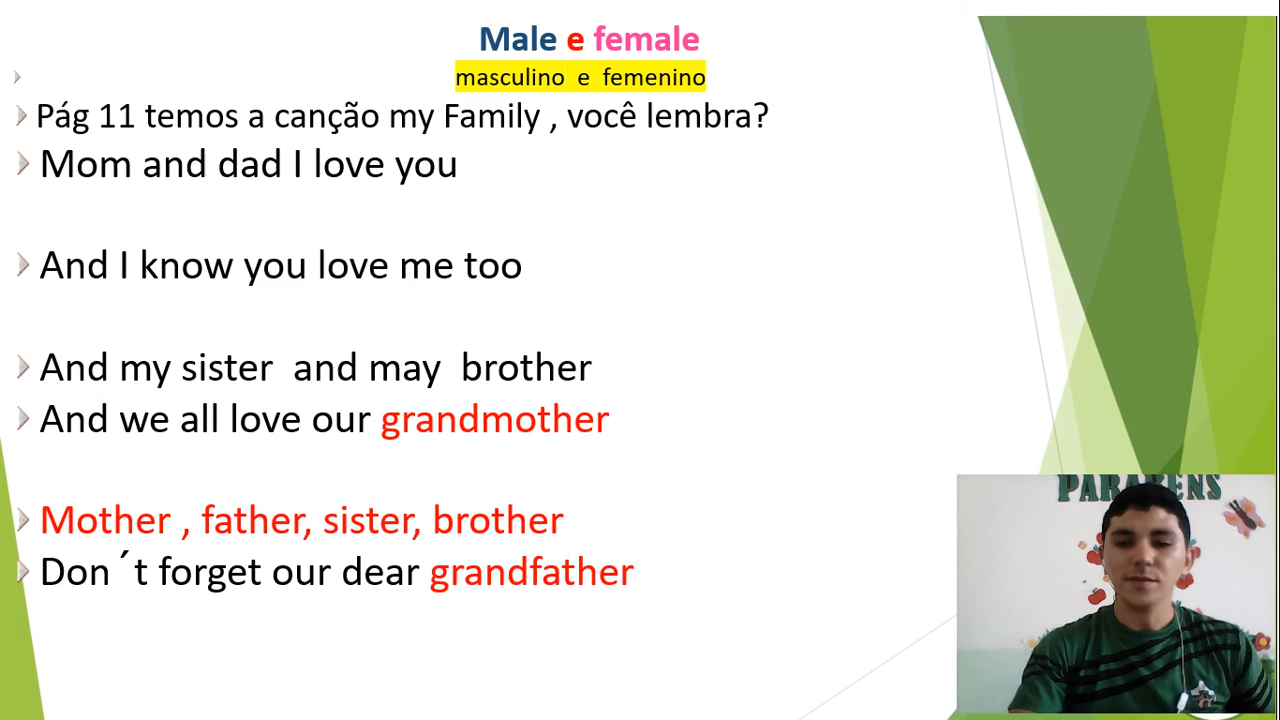 Male e female
masculino e femenino
Pág 11 temos a canção my Family , você lembra?
Mom and dad I love you
And I know you love me too
And my sister and may brother
And we all love our grandmother
Mother , father, sister, brother
Don ´t forget our dear grandfather
PARABENS